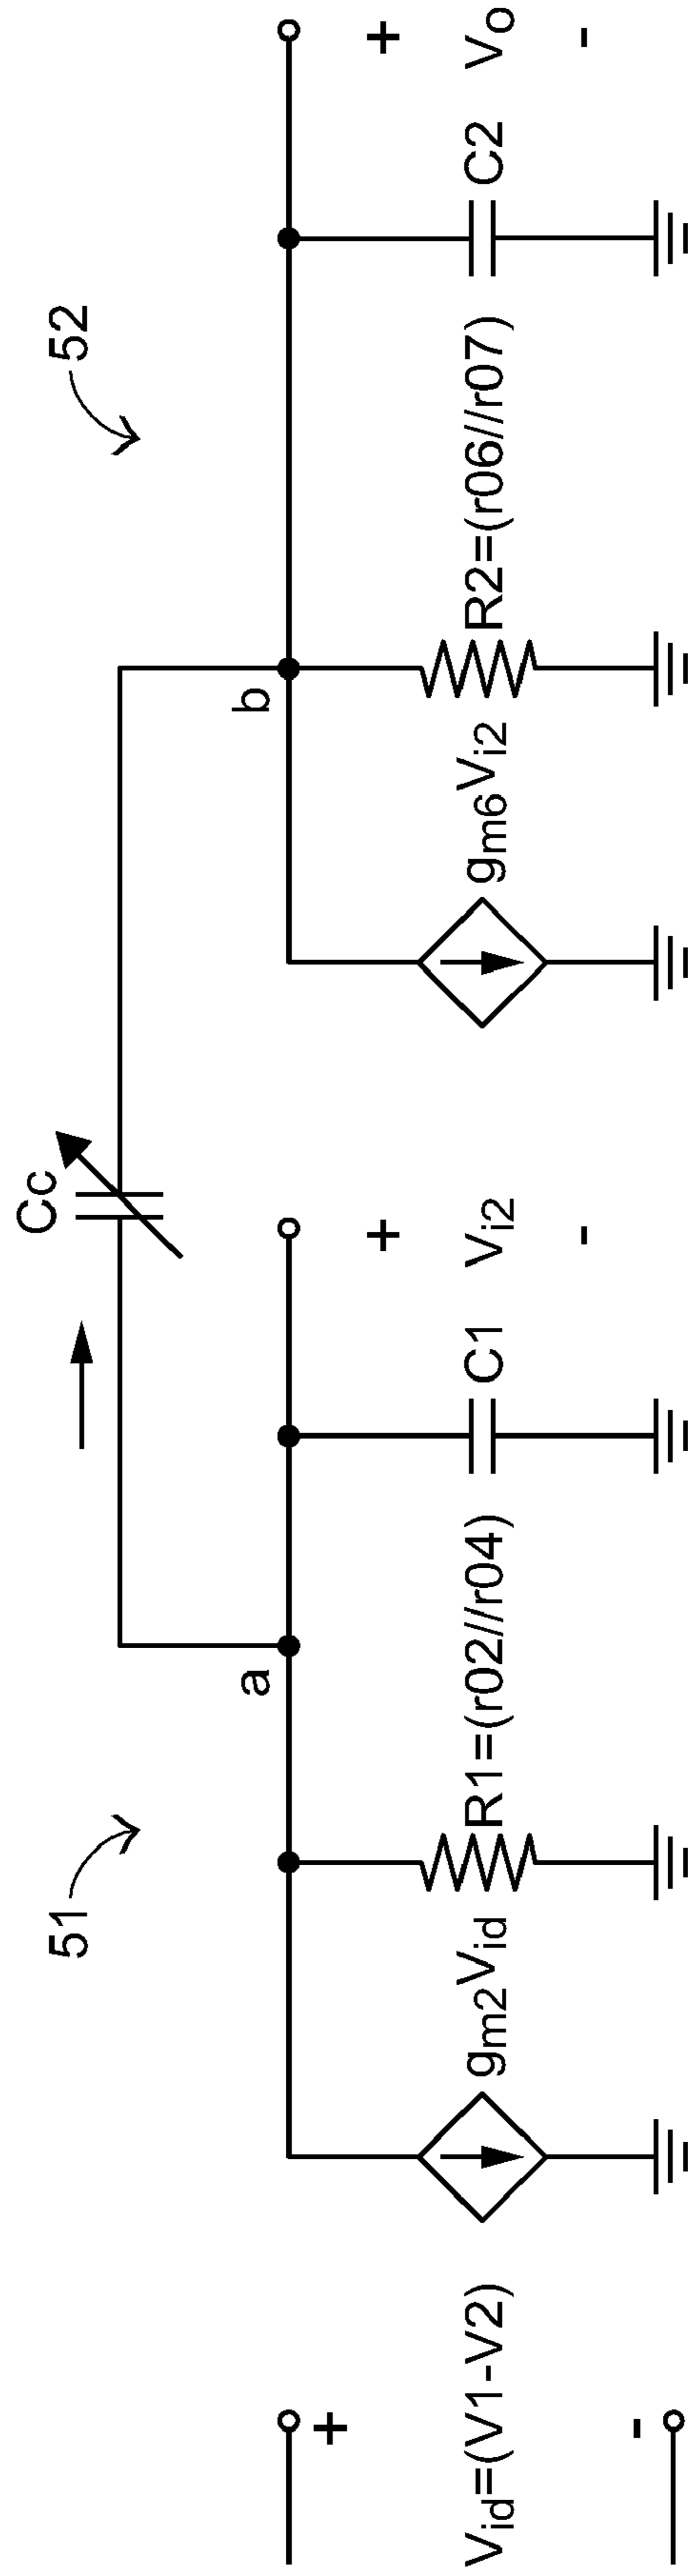 51
52
Cc
a
b
+
+
+
Vid=(V1-V2)
gm2Vid
R1=(r02//r04)
C1
Vi2
gm6Vi2
R2=(r06//r07)
C2
Vo
-
-
-